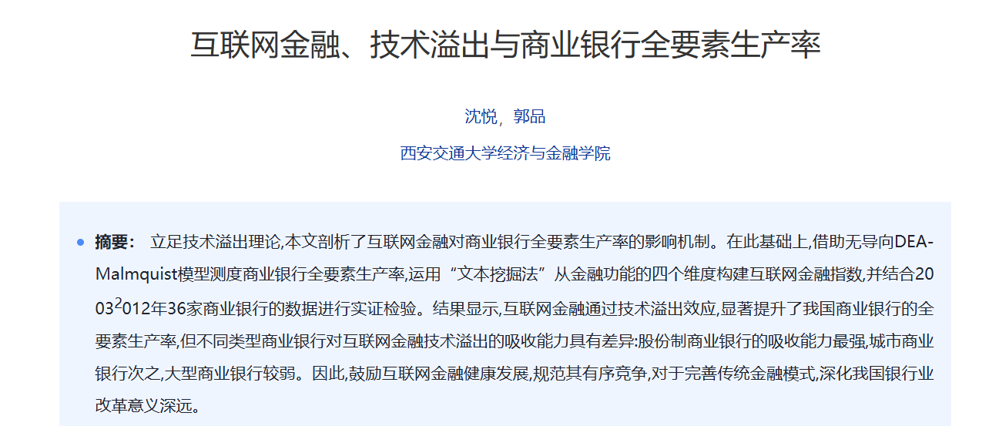 互联网金融、技术溢出与商业银行全要素生产率
沈悦，郭品
西安交通大学经济与金融学院
摘要： 立足技术溢出理论,本文剖析了互联网金融对商业银行全要素生产率的影响机制。在此基础上,借助无导向DEA-
Malmquist模型测度商业银行全要素生产率,运用“文本挖掘法”从金融功能的四个维度构建互联网金融指数,并结合20
03²012年36家商业银行的数据进行实证检验。结果显示,互联网金融通过技术溢出效应,显著提升了我国商业银行的全
要素生产率,但不同类型商业银行对互联网金融技术溢出的吸收能力具有差异:股份制商业银行的吸收能力最强,城市商业
银行次之,大型商业银行较弱。因此,鼓励互联网金融健康发展,规范其有序竞争,对于完善传统金融模式,深化我国银行业
改革意义深远。